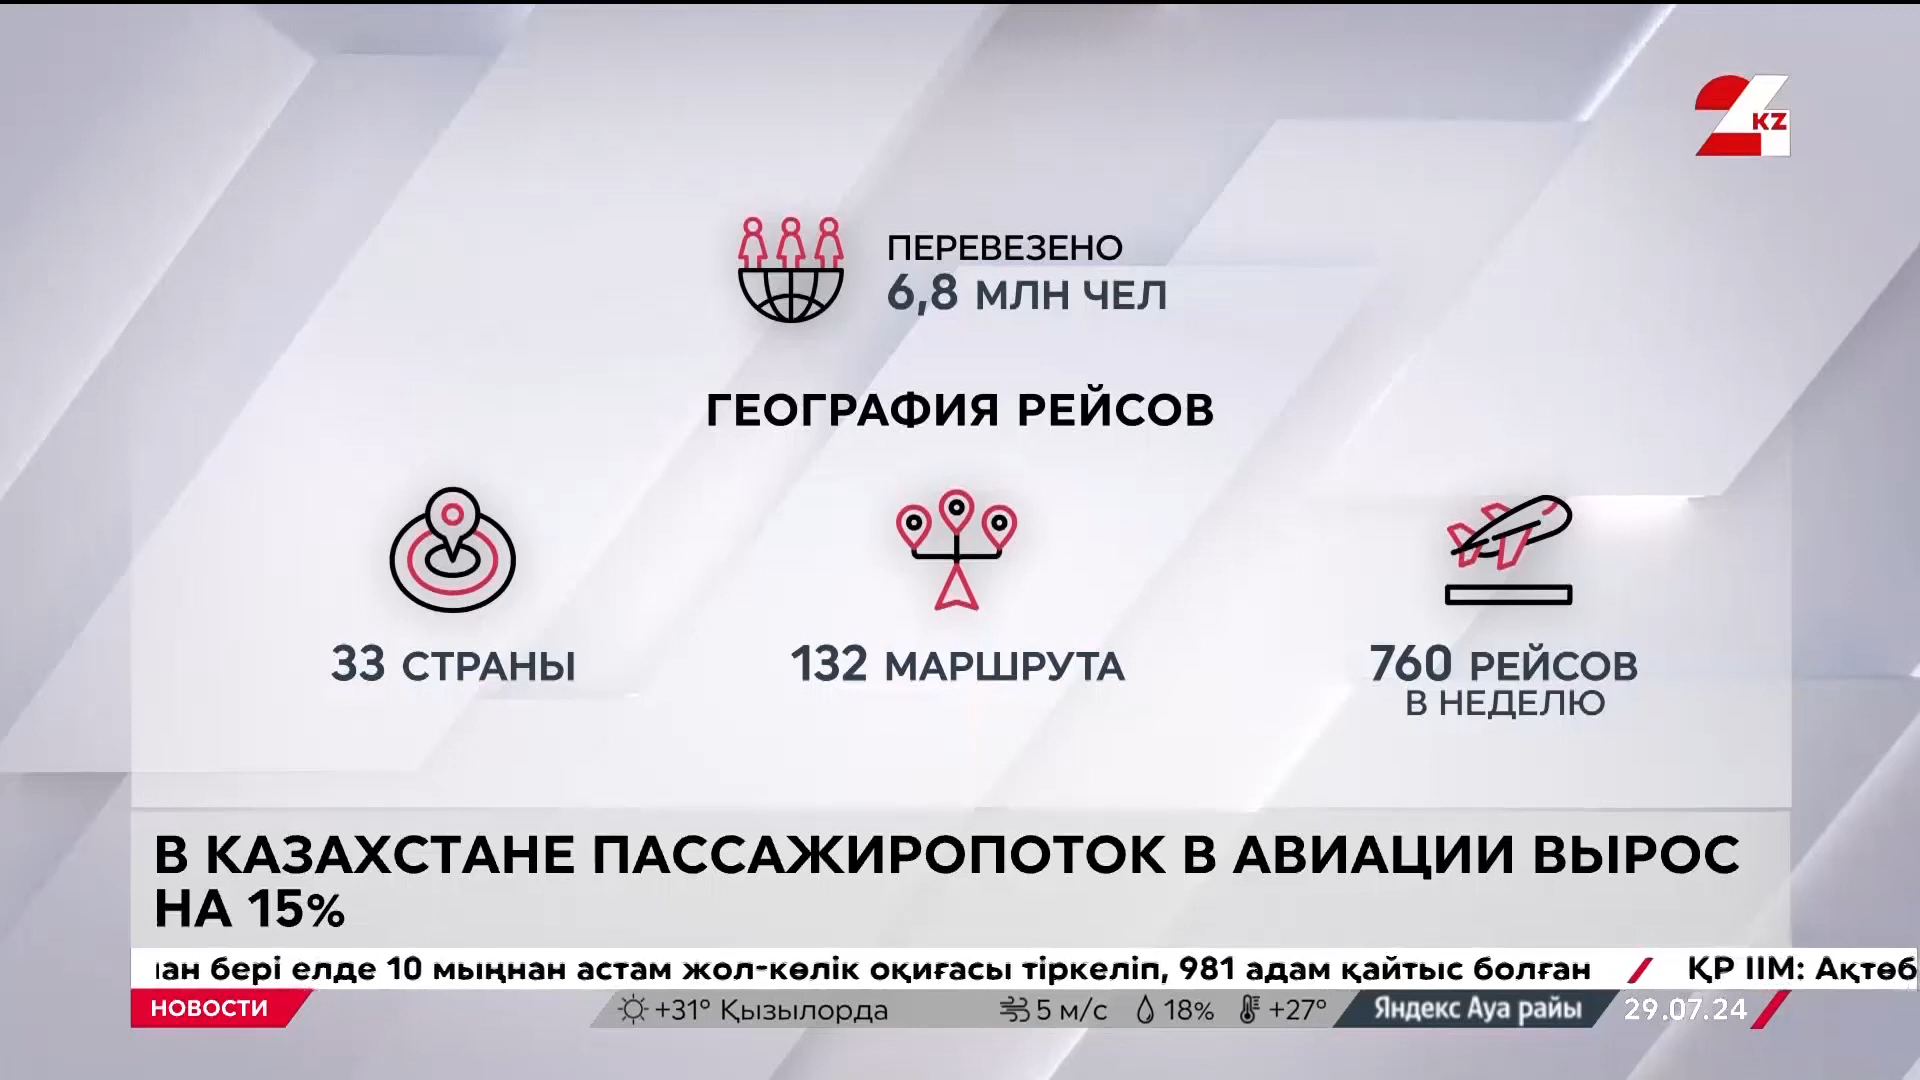 24
KZ
ПЕРЕВЕЗЕНО
6,8 МЛН ЧЕЛ
ГЕОГРАФИЯ РЕЙСОВ
33 СТРАНЫ
132 МАРШРУТА
760 РЕЙСОВ
В НЕДЕЛЮ
В КАЗАХСТАНЕ ПАССАЖИРОПОТОК В АВИАЦИИ ВЫРОС
НА 15%
бері елде 10 мыңнан астам жол-көлік оқиғасы тіркеліп, 981 адам қайтыс болған / ҚР ІІМ: Ақтөб
НОВОСТИ
+31° Қызылорда 5 м/с 18% +27° Яндекс Ауа райы 29.07.24